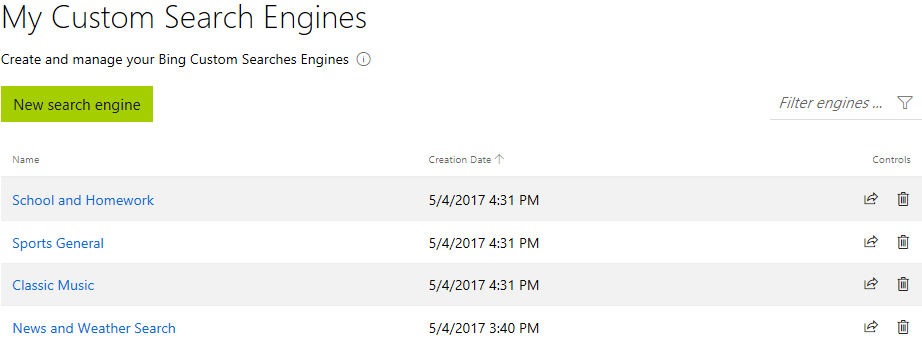 My Custom Search Engines
Create and manage your Bing Custom Searches Engines
New search engine
Filter engines ...
Name Creation Date Controls
School and Homework 5/4/2017 4:31 PM
Sports General 5/4/2017 4:31 PM
Classic Music 5/4/2017 4:31 PM
News and Weather Search 5/4/2017 3:40 PM